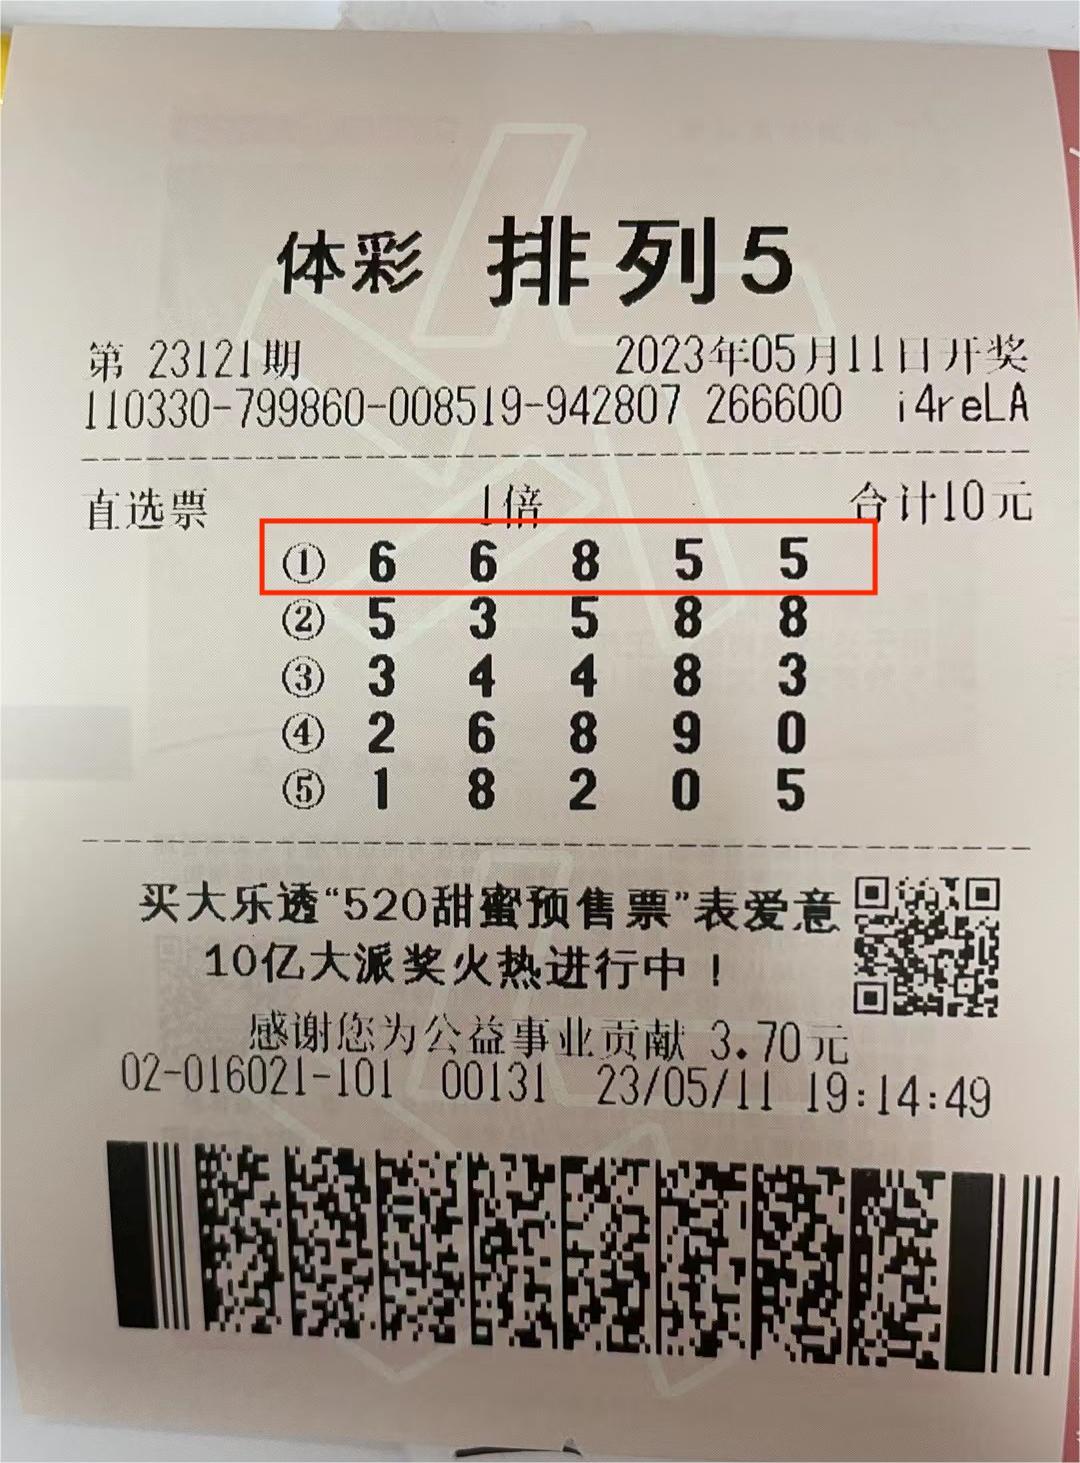 体彩 排列5
第 23121期 2023年05月11日开奖
110330-799860-008519-942807 266600 i4reLA
直选票 1倍 合计10元
① 6 6 8 5 5
② 5 3 5 8 8
③ 3 4 4 8 3
④ 2 6 8 9 0
⑤ 1 8 2 0 5
买大乐透“520甜蜜预售票”表爱意
10亿大派奖火热进行中！
感谢您为公益事业贡献 3.70元
02-016021-101 00131 23/05/11 19:14:49